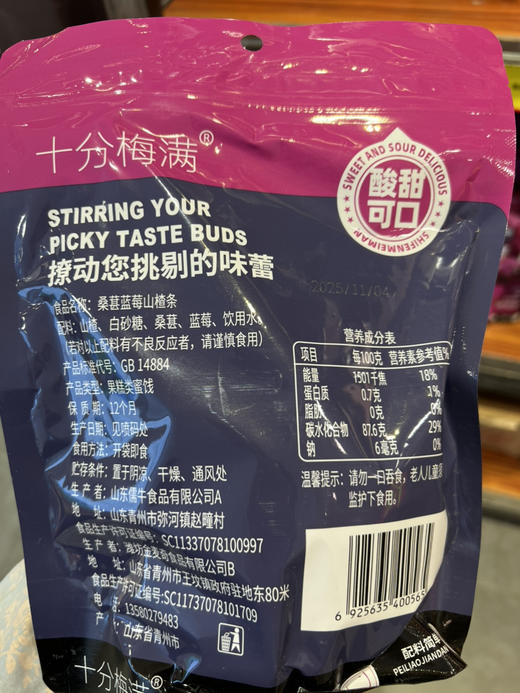 十分梅满®
SWEET AND SOUR DELICIOUS
酸甜
可口
SHIFENMEIMAN
STIRRING YOUR
PICKY TASTE BUDS
撩动您挑剔的味蕾
2025/11/04
食品名称：桑葚蓝莓山楂条
配料：山楂、白砂糖、桑葚、蓝莓、饮用水。
(若对以上配料有不良反应者，请谨慎食用)
产品标准代号：GB 14884
产品类型：果糕类蜜饯
保 质 期：12个月
生产日期：见喷码处
食用方法：开袋即食
贮存条件：置于阴凉、干燥、通风处
生 产 商：山东儒牛食品有限公司A
地 址：山东青州市弥河镇赵疃村
食品生产许可证编号：SC11337078100997
生 产 商：潍坊金麦奇食品有限公司B
地 址：山东省青州市王坟镇政府驻地东80米
食品生产许可证编号:SC11737078101709
电 话：13580279483
产 地：山东省青州市
营养成分表
项目 每100克 营养素参考值%
能量 1501千焦 18%
蛋白质 0.7克 1%
脂肪 0克 0%
碳水化合物 87.6克 29%
钠 6毫克 0%
温馨提示：请勿一口吞食，老人儿童须
监护下食用。
6 925635 400565
十分梅满®
配料简单
PEILIAOJIANDAN